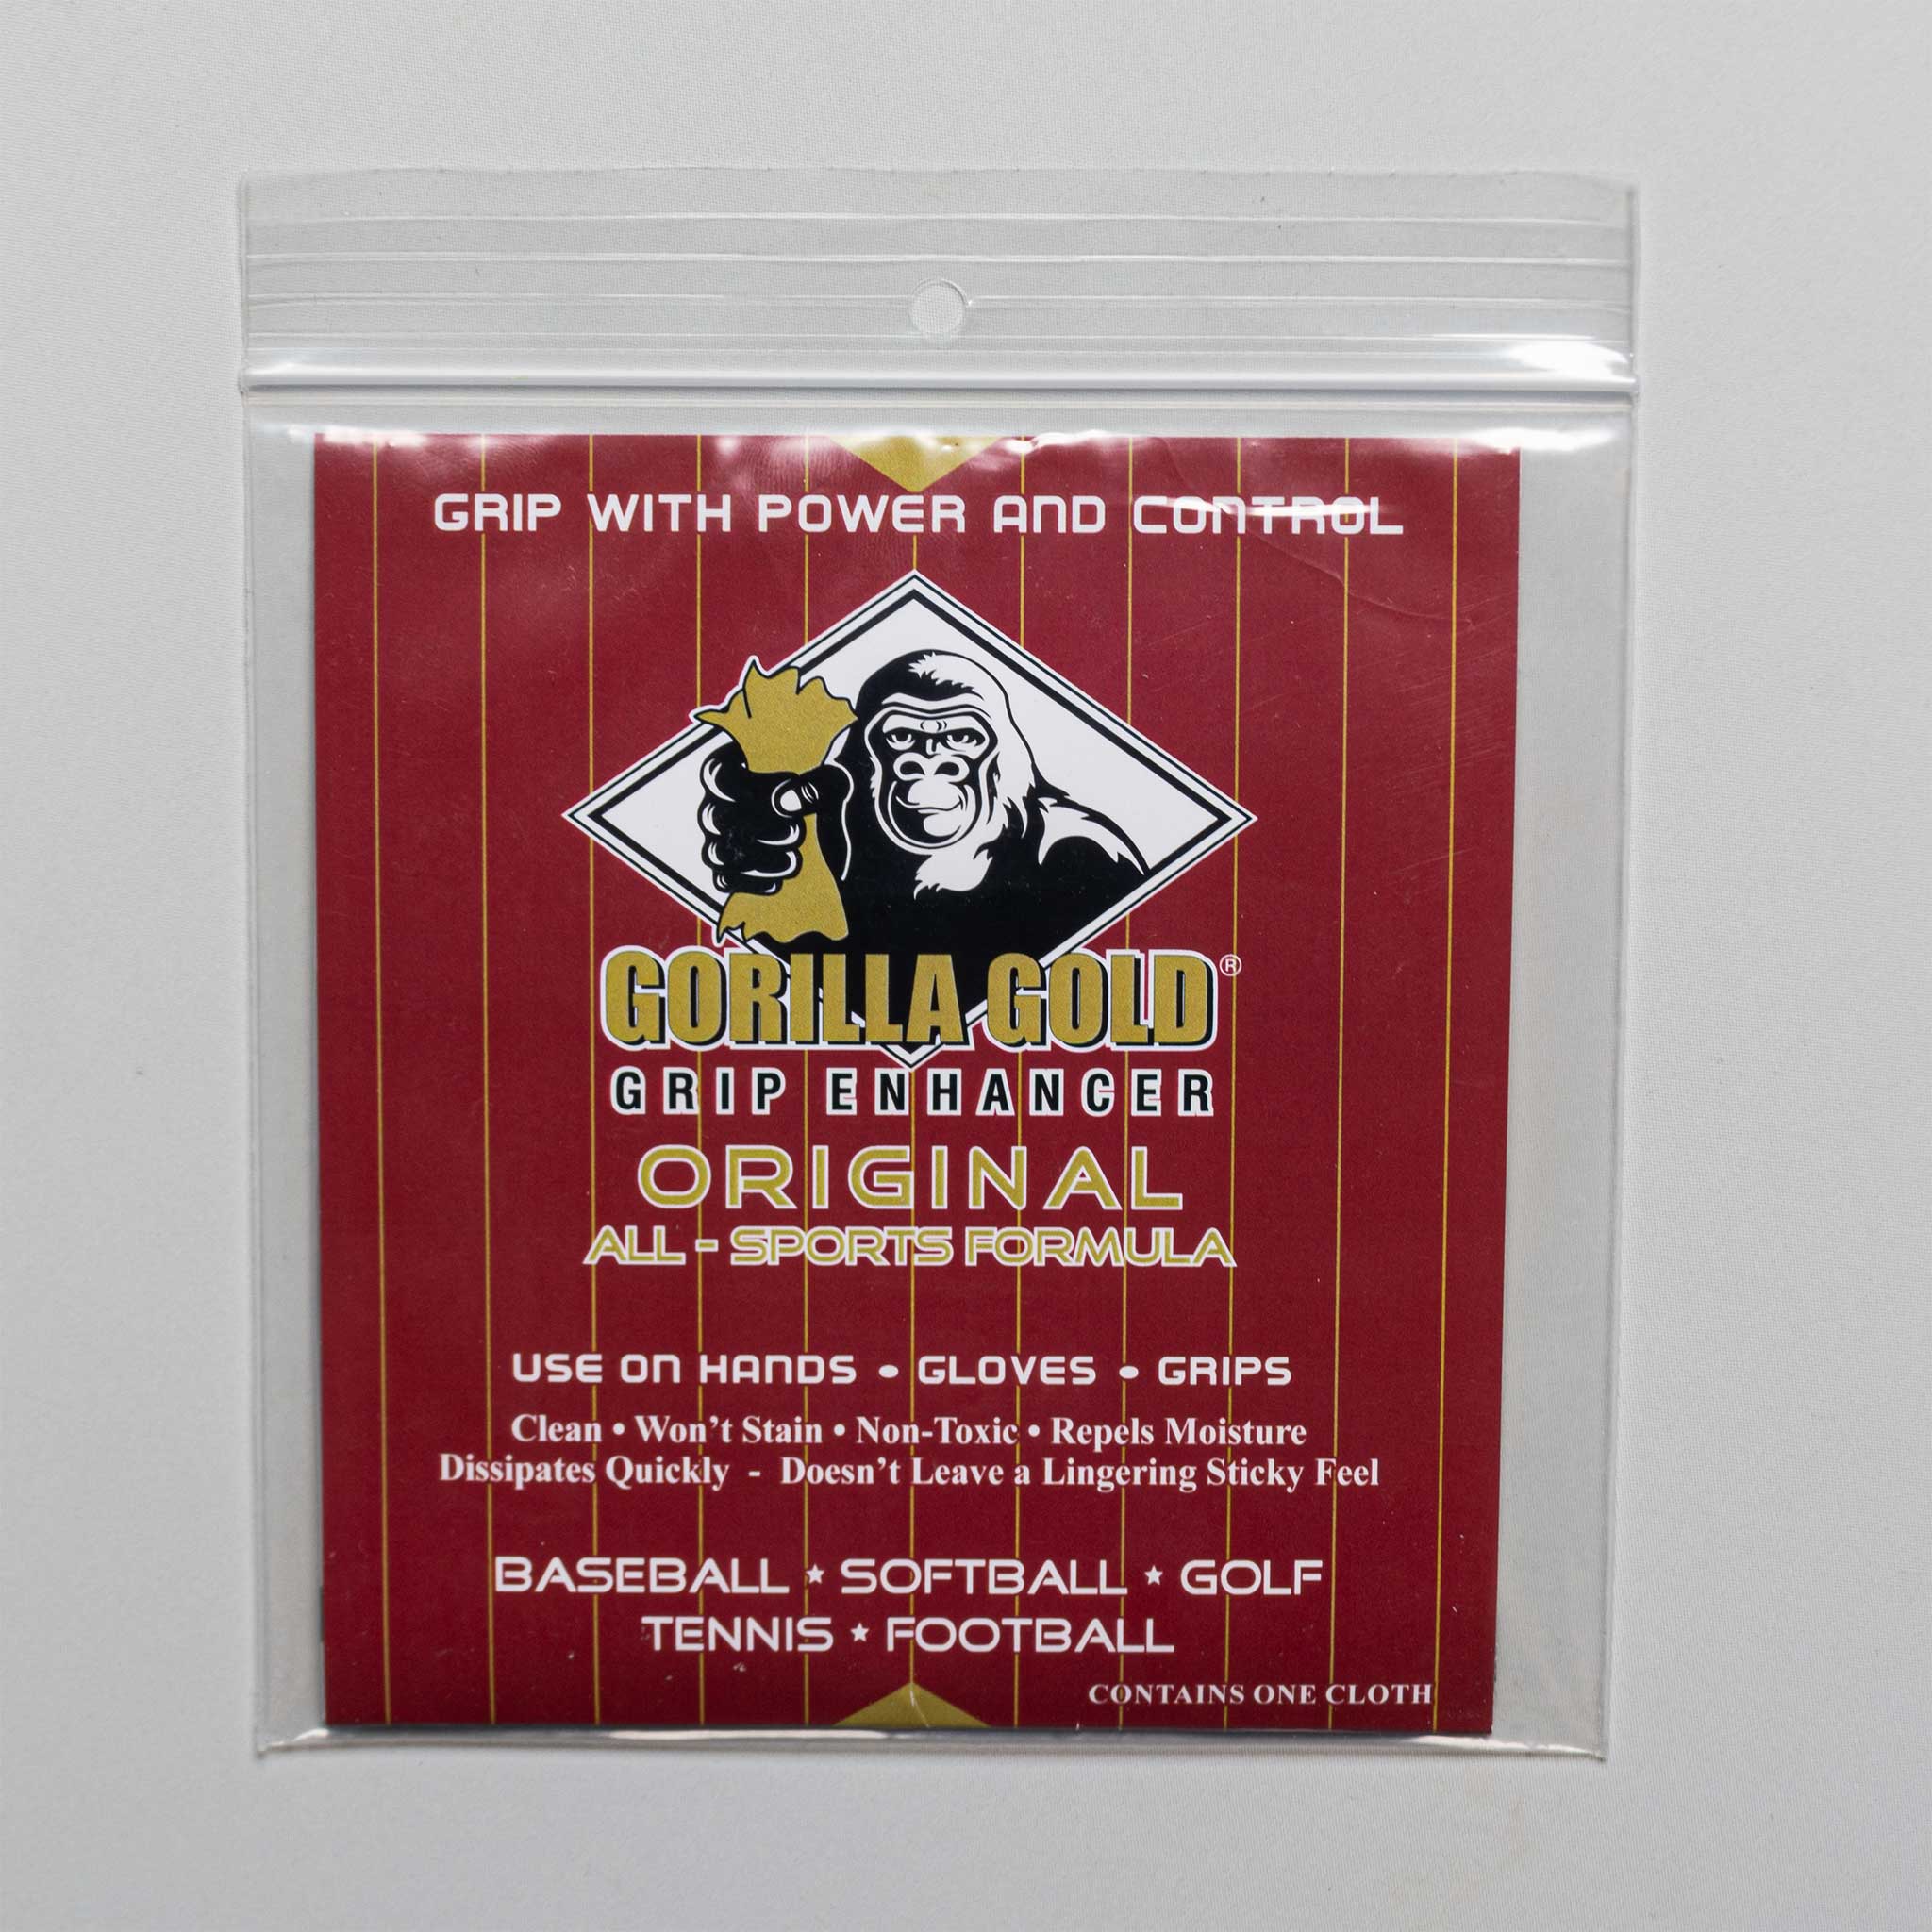 GRIP WITH POWER AND CONTROL
GORILLA GOLD®
GRIP ENHANCER
ORIGINAL
ALL - SPORTS FORMULA
USE ON HANDS • GLOVES • GRIPS
Clean • Won't Stain • Non-Toxic • Repels Moisture
Dissipates Quickly - Doesn't Leave a Lingering Sticky Feel
BASEBALL ★ SOFTBALL ★ GOLF
TENNIS ★ FOOTBALL
CONTAINS ONE CLOTH